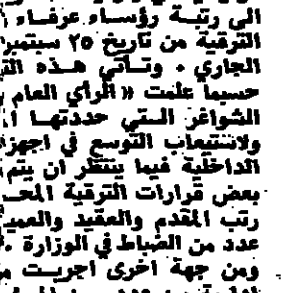 الى رتبة رؤساء عرفاء
الترقية من تاريخ ٢٥ سبتمبر
الجاري . وتأتي هذه
حسبما علمت « الرأي العام
الشواغر التي حددتها
ولاستيعاب التوسع في اجهزة
الداخلية فيما ينتظر ان يتم
بعض قرارات الترقية
رتب المقدم والعقيد والعميد
عدد من الضباط في الوزارة .
ومن جهة اخرى اجريت